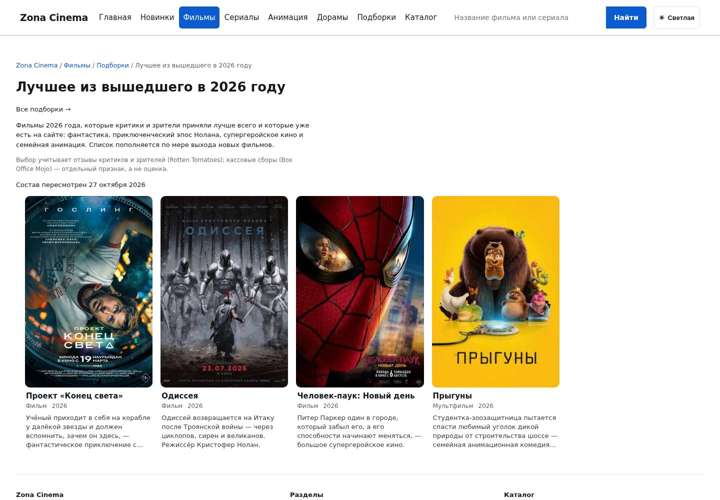 Zona Cinema Главная Новинки Фильмы Сериалы Анимация Дорамы Подборки Каталог Название фильма или сериала Найти ☀ Светлая
Zona Cinema / Фильмы / Подборки / Лучшее из вышедшего в 2026 году
Лучшее из вышедшего в 2026 году
Все подборки →
Фильмы 2026 года, которые критики и зрители приняли лучше всего и которые уже
есть на сайте: фантастика, приключенческий эпос Нолана, супергеройское кино и
семейная анимация. Список пополняется по мере выхода новых фильмов.
Выбор учитывает отзывы критиков и зрителей (Rotten Tomatoes); кассовые сборы (Box
Office Mojo) — отдельный признак, а не оценка.
Состав пересмотрен 27 октября 2026
ГОСЛИНГ
ПРОЕКТ
КОНЕЦ
СВЕТА
19 МАРТА
ОДИССЕЯ
23.07.2026
ЧЕЛОВЕК-ПАУК
НОВЫЙ ДЕНЬ
ПРЫГУНЫ
Проект «Конец света»
Фильм · 2026
Учёный приходит в себя на корабле
у далёкой звезды и должен
вспомнить, зачем он здесь, —
фантастическое приключение с…
Одиссея
Фильм · 2026
Одиссей возвращается на Итаку
после Троянской войны — через
циклопов, сирен и великанов.
Режиссёр Кристофер Нолан.
Человек-паук: Новый день
Фильм · 2026
Питер Паркер один в городе,
который забыл его, а его
способности начинают меняться, —
большое супергеройское кино.
Прыгуны
Мультфильм · 2026
Студентка-зоозащитница пытается
спасти любимый уголок дикой
природы от строительства шоссе —
семейная анимационная комедия…
Zona Cinema Разделы Каталог